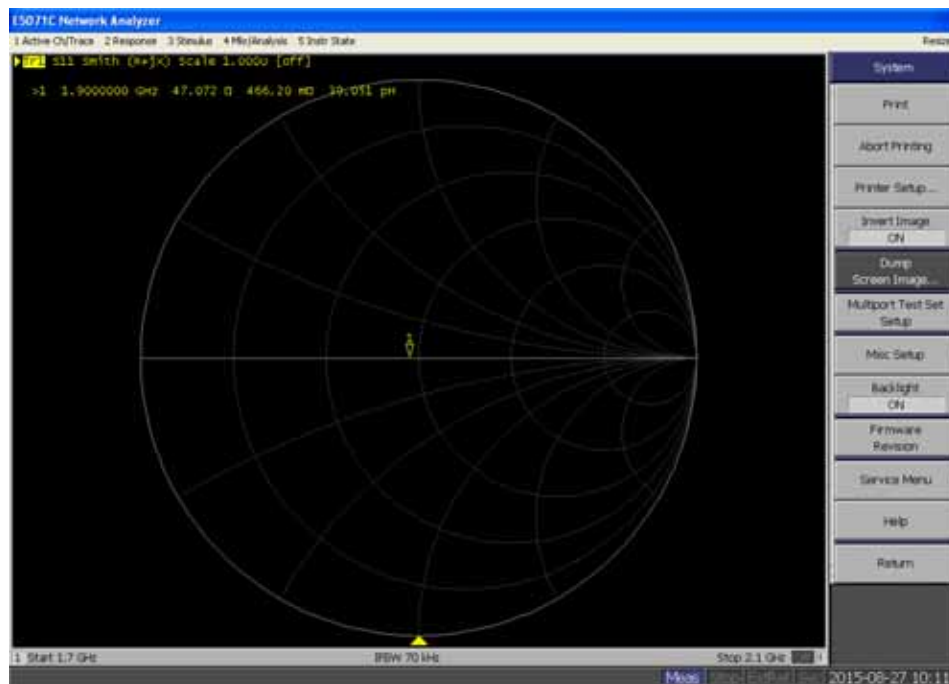 E5071C Network Analyzer
1 Active Ch/Trace 2 Response 3 Stimulus 4 Mkr/Analysis 5 Instr State
Resize
Tr1 S11 Smith (R+jX) Scale 1.000U [off]
>1 1.9000000 GHz 47.072 Ω 466.20 mΩ 39.051 pH
1
System
Print
Abort Printing
Printer Setup...
Invert Image
ON
Dump
Screen Image...
Multiport Test Set
Setup
Misc Setup
Backlight
ON
Firmware
Revision
Service Menu
Help
Return
1 Start 1.7 GHz IFBW 70 kHz Stop 2.1 GHz
Meas
2015-08-27 10:11